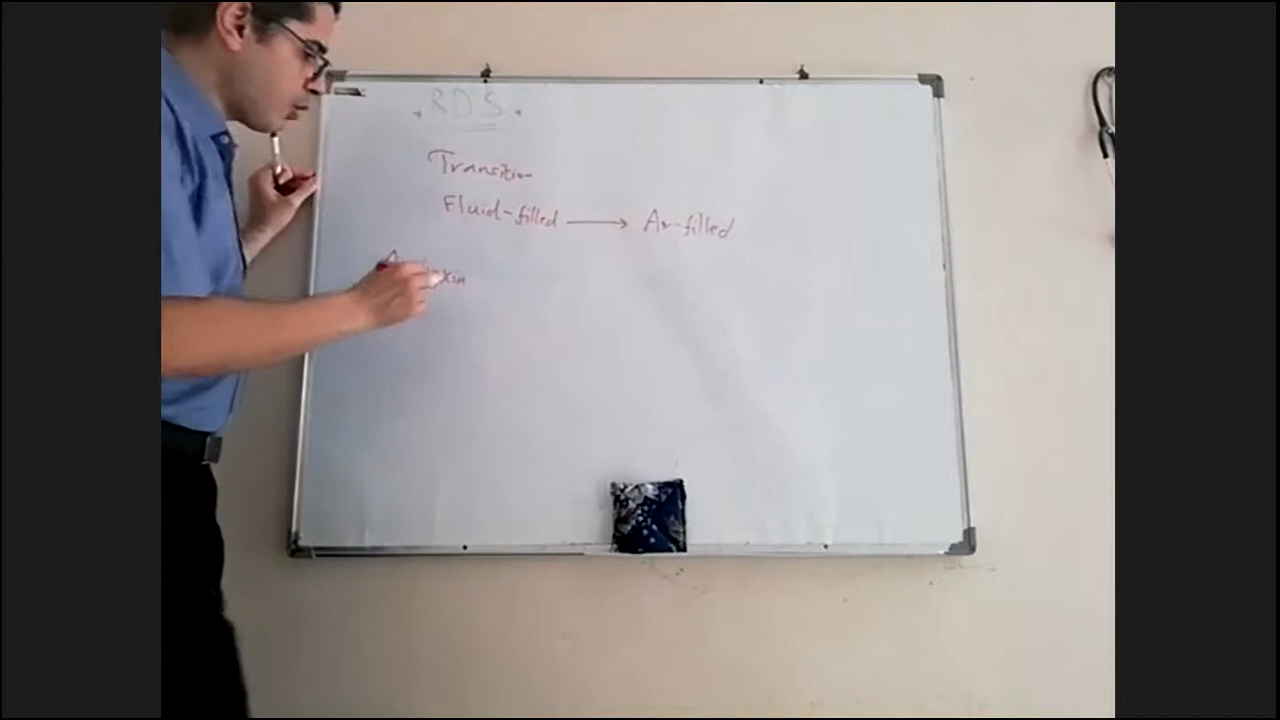 . RDS .
Transition
Fluid-filled → Air-filled